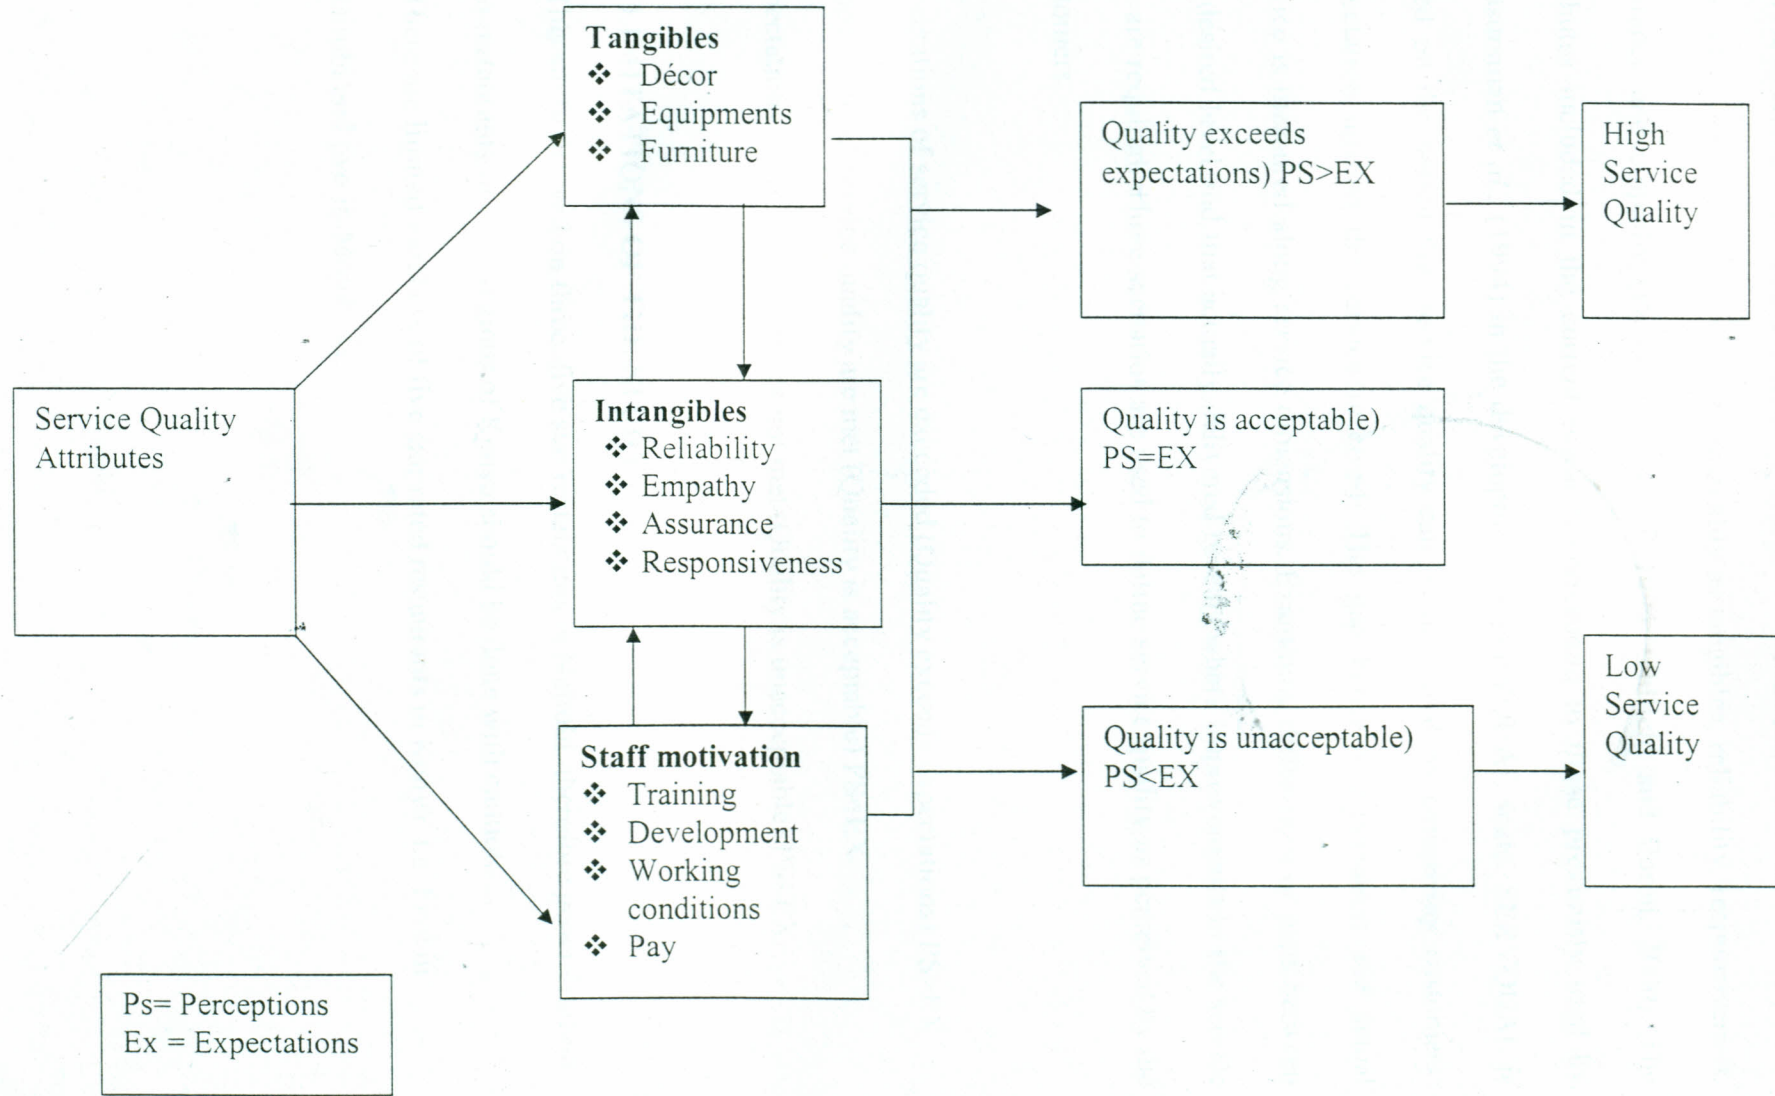 Tangibles
❖ Décor
❖ Equipments
❖ Furniture
Quality exceeds
expectations) PS>EX
High
Service
Quality
Service Quality
Attributes
Intangibles
❖ Reliability
❖ Empathy
❖ Assurance
❖ Responsiveness
Quality is acceptable)
PS=EX
Staff motivation
❖ Training
❖ Development
❖ Working
conditions
❖ Pay
Quality is unacceptable)
PS<EX
Low
Service
Quality
Ps= Perceptions
Ex = Expectations